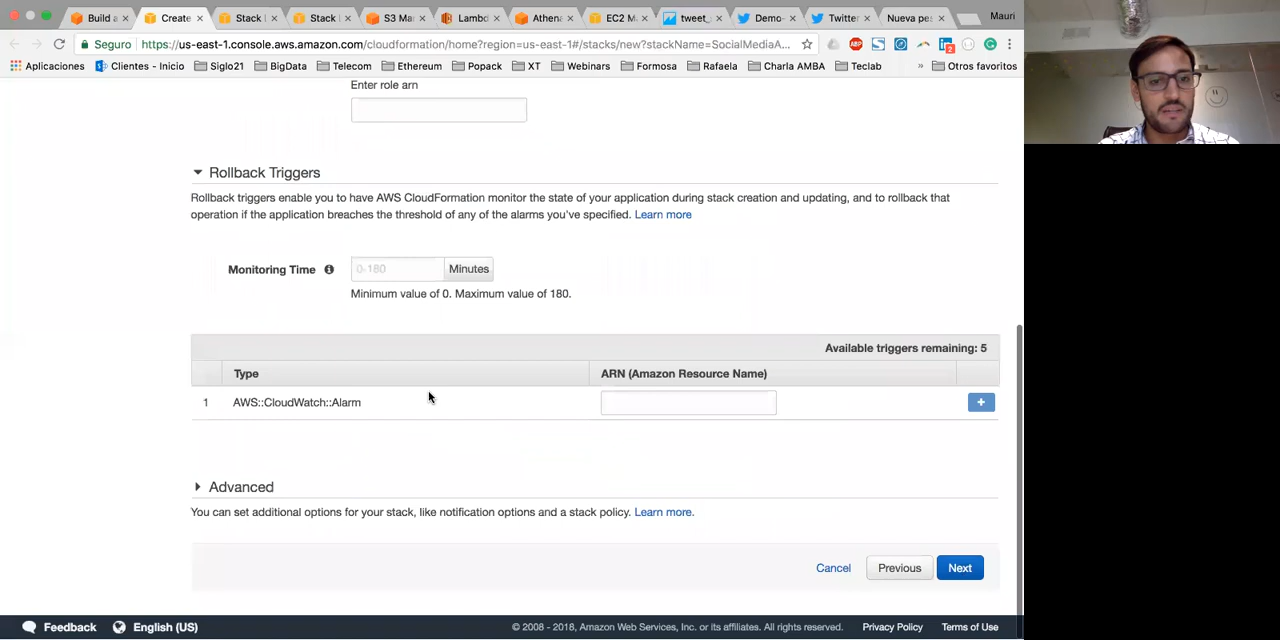 Build a
Create
Stack
Stack
S3 Ma
Lambd
Athena
EC2 M
tweet_
Demo-
Twitter
Nueva pes
Mauri
Seguro
https://us-east-1.console.aws.amazon.com/cloudformation/home?region=us-east-1#/stacks/new?stackName=SocialMediaA...
Aplicaciones
Clientes - Inicio
Siglo21
BigData
Telecom
Ethereum
Popack
XT
Webinars
Formosa
Rafaela
Charla AMBA
Teclab
»
Otros favoritos
Enter role arn
Rollback Triggers
Rollback triggers enable you to have AWS CloudFormation monitor the state of your application during stack creation and updating, and to rollback that
operation if the application breaches the threshold of any of the alarms you've specified. Learn more
Monitoring Time
0-180
Minutes
Minimum value of 0. Maximum value of 180.
Available triggers remaining: 5
Type
ARN (Amazon Resource Name)
1
AWS::CloudWatch::Alarm
+
Advanced
You can set additional options for your stack, like notification options and a stack policy. Learn more.
Cancel
Previous
Next
Feedback
English (US)
© 2008 - 2018, Amazon Web Services, Inc. or its affiliates. All rights reserved.
Privacy Policy
Terms of Use